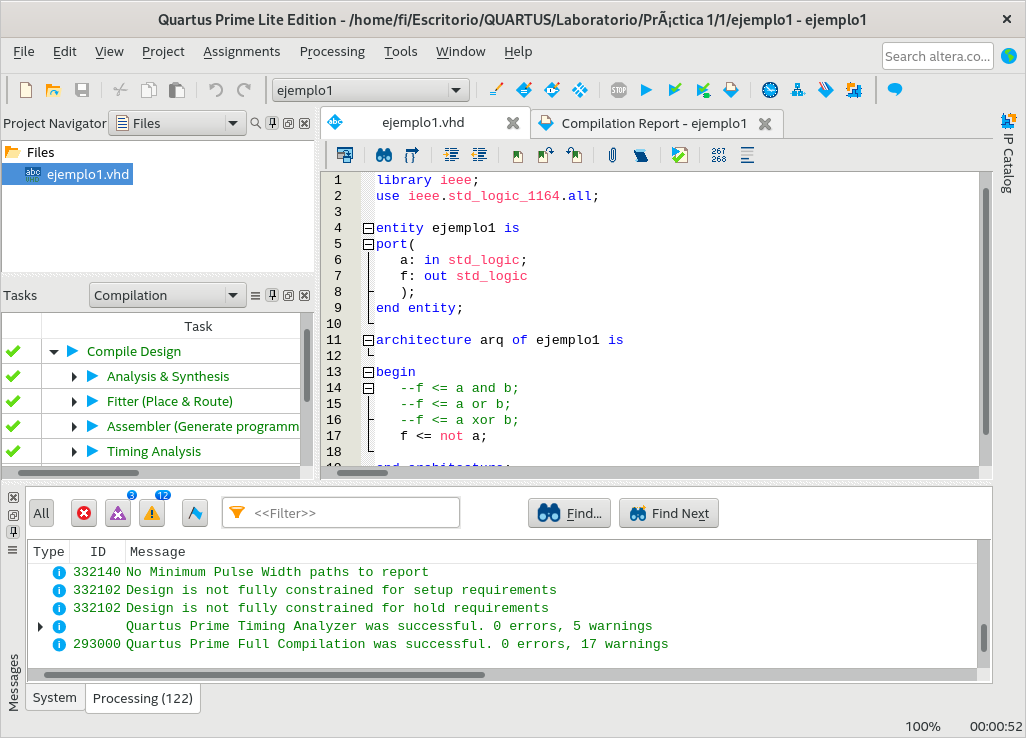 Quartus Prime Lite Edition - /home/fi/Escritorio/QUARTUS/Laboratorio/PrÃ¡ctica 1/1/ejemplo1 - ejemplo1
File Edit View Project Assignments Processing Tools Window Help
Search altera.co...
ejemplo1
STOP
Project Navigator
Files
ejemplo1.vhd
Compilation Report - ejemplo1
Files
abc
ejemplo1.vhd
267
268
IP Catalog
1 library ieee;
2 use ieee.std_logic_1164.all;
3
4 entity ejemplo1 is
5 port(
6 a: in std_logic;
7 f: out std_logic
8 );
9 end entity;
10
11 architecture arq of ejemplo1 is
12
13 begin
14 --f <= a and b;
15 --f <= a or b;
16 --f <= a xor b;
17 f <= not a;
18
19 end architecture;
Tasks
Compilation
Task
Compile Design
Analysis & Synthesis
Fitter (Place & Route)
Assembler (Generate programm
Timing Analysis
All
3
12
<<Filter>>
Find...
Find Next
Type ID Message
332140 No Minimum Pulse Width paths to report
332102 Design is not fully constrained for setup requirements
332102 Design is not fully constrained for hold requirements
Quartus Prime Timing Analyzer was successful. 0 errors, 5 warnings
293000 Quartus Prime Full Compilation was successful. 0 errors, 17 warnings
Messages
System
Processing (122)
100% 00:00:52